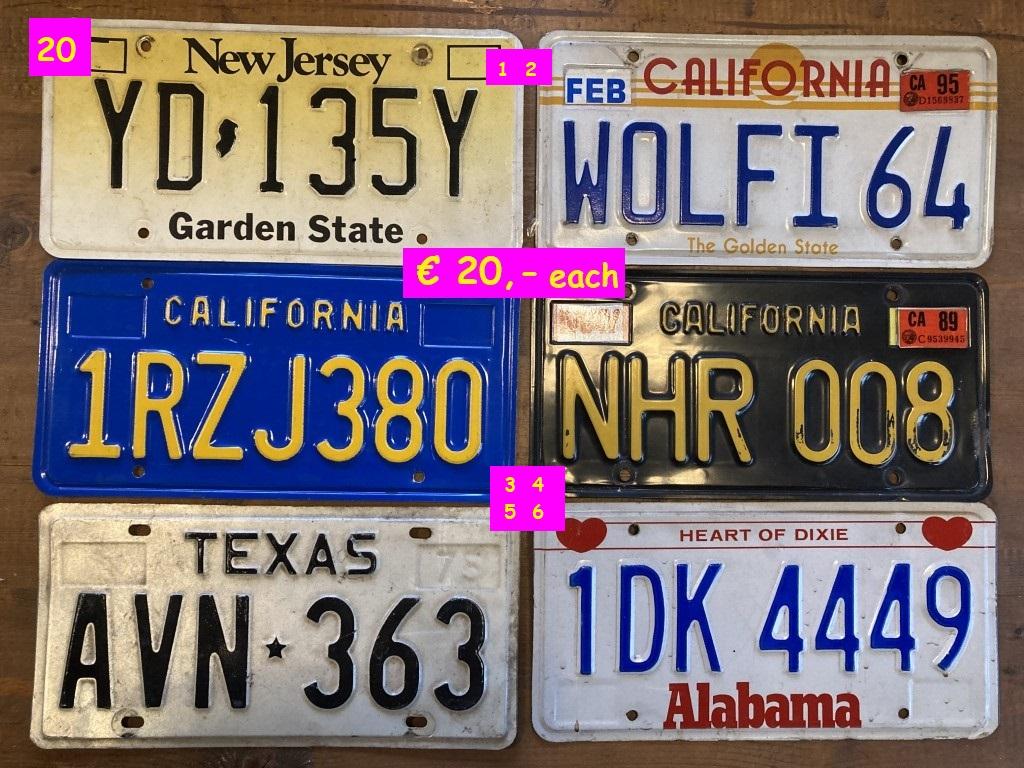 20
New Jersey
YD 135Y
Garden State
1 2
FEB CALIFORNIA CA 95
D1569837
WOLFI 64
The Golden State
€ 20,- each
CALIFORNIA
1RZJ380
CALIFORNIA CA 89
C9539945
NHR 008
3 4
5 6
TEXAS 75
AVN 363
HEART OF DIXIE
1DK 4449
Alabama